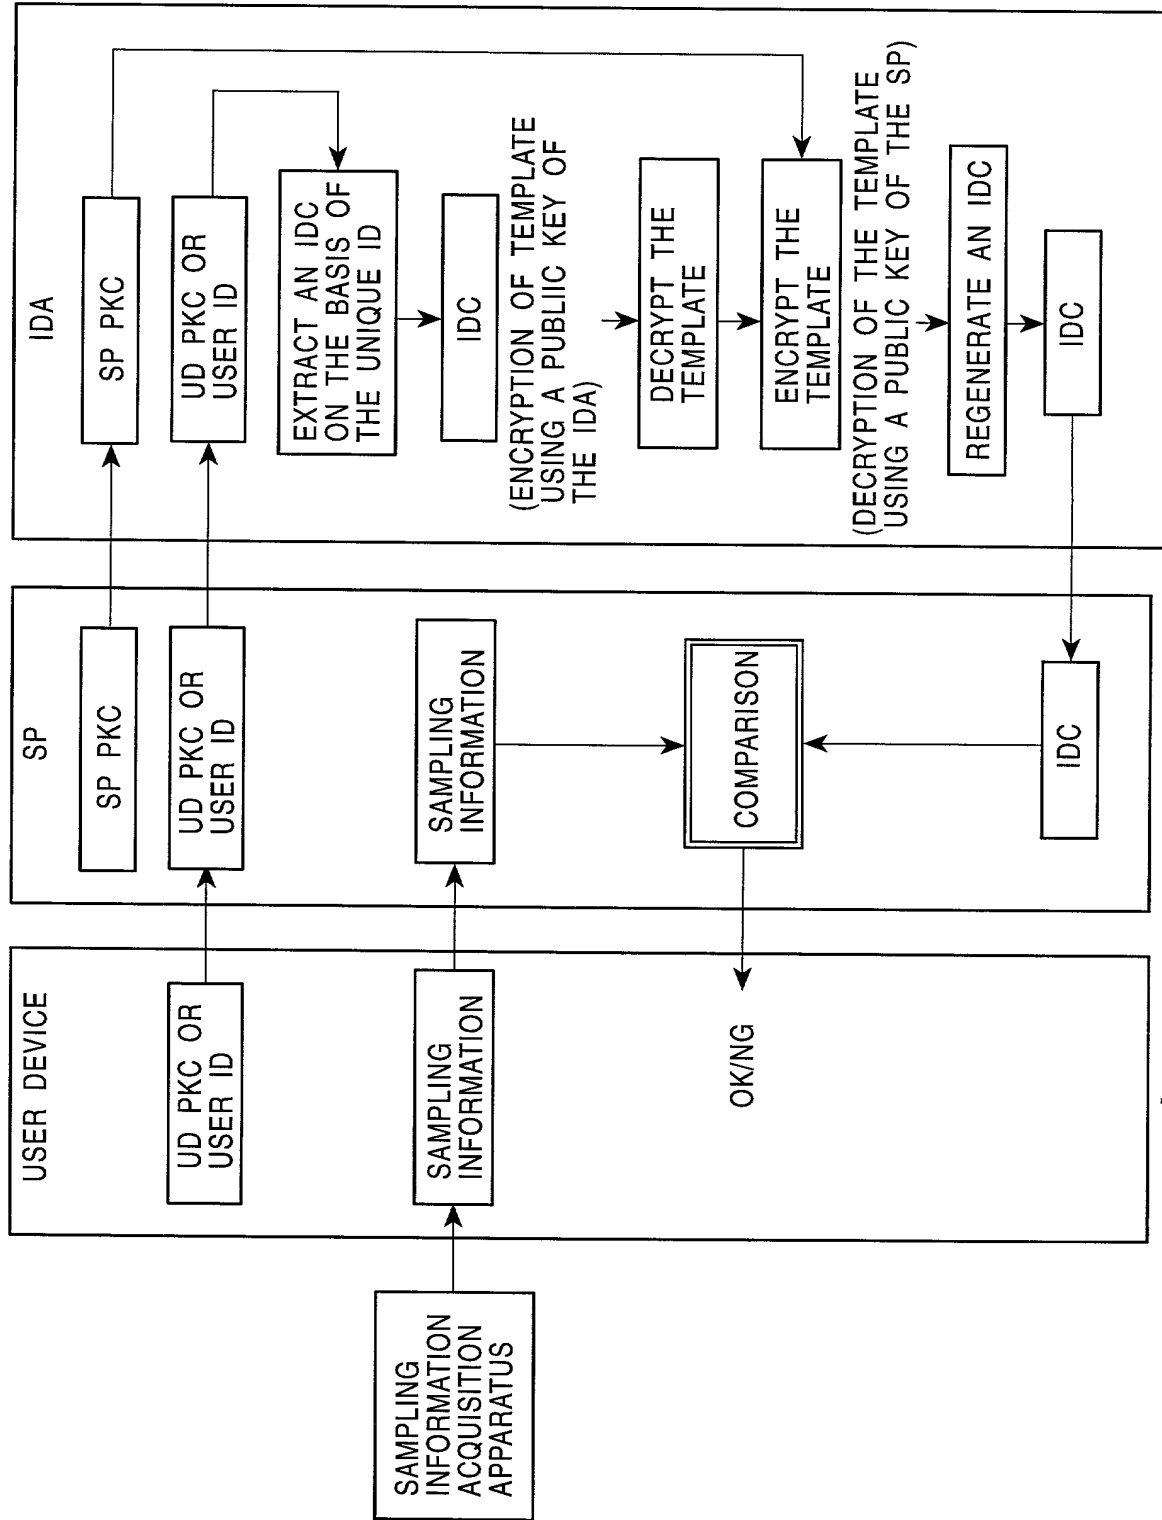 SAMPLING
INFORMATION
ACQUISITION
APPARATUS
USER DEVICE
UD PKC OR
USER ID
SAMPLING
INFORMATION
OK/NG
SP
SP PKC
UD PKC OR
USER ID
SAMPLING
INFORMATION
COMPARISON
IDC
IDA
SP PKC
UD PKC OR
USER ID
EXTRACT AN IDC
ON THE BASIS OF
THE UNIQUE ID
IDC
(ENCRYPTION OF TEMPLATE
USING A PUBLIIC KEY OF
THE IDA)
DECRYPT THE
TEMPLATE
ENCRYPT THE
TEMPLATE
(DECRYPTION OF THE TEMPLATE
USING A PUBLIC KEY OF THE SP)
REGENERATE AN IDC
IDC